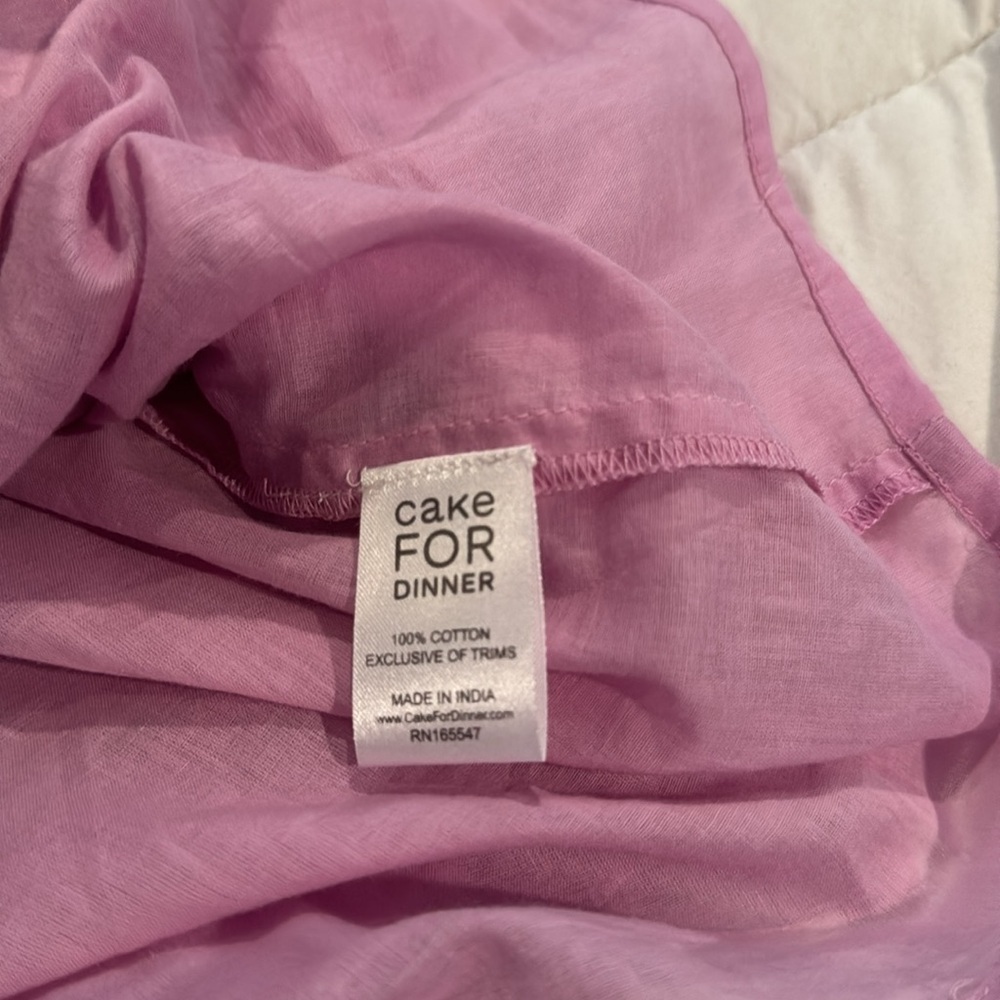 cake
FOR
DINNER
100% COTTON
EXCLUSIVE OF TRIMS
MADE IN INDIA
www.CakeForDinner.com
RN165547